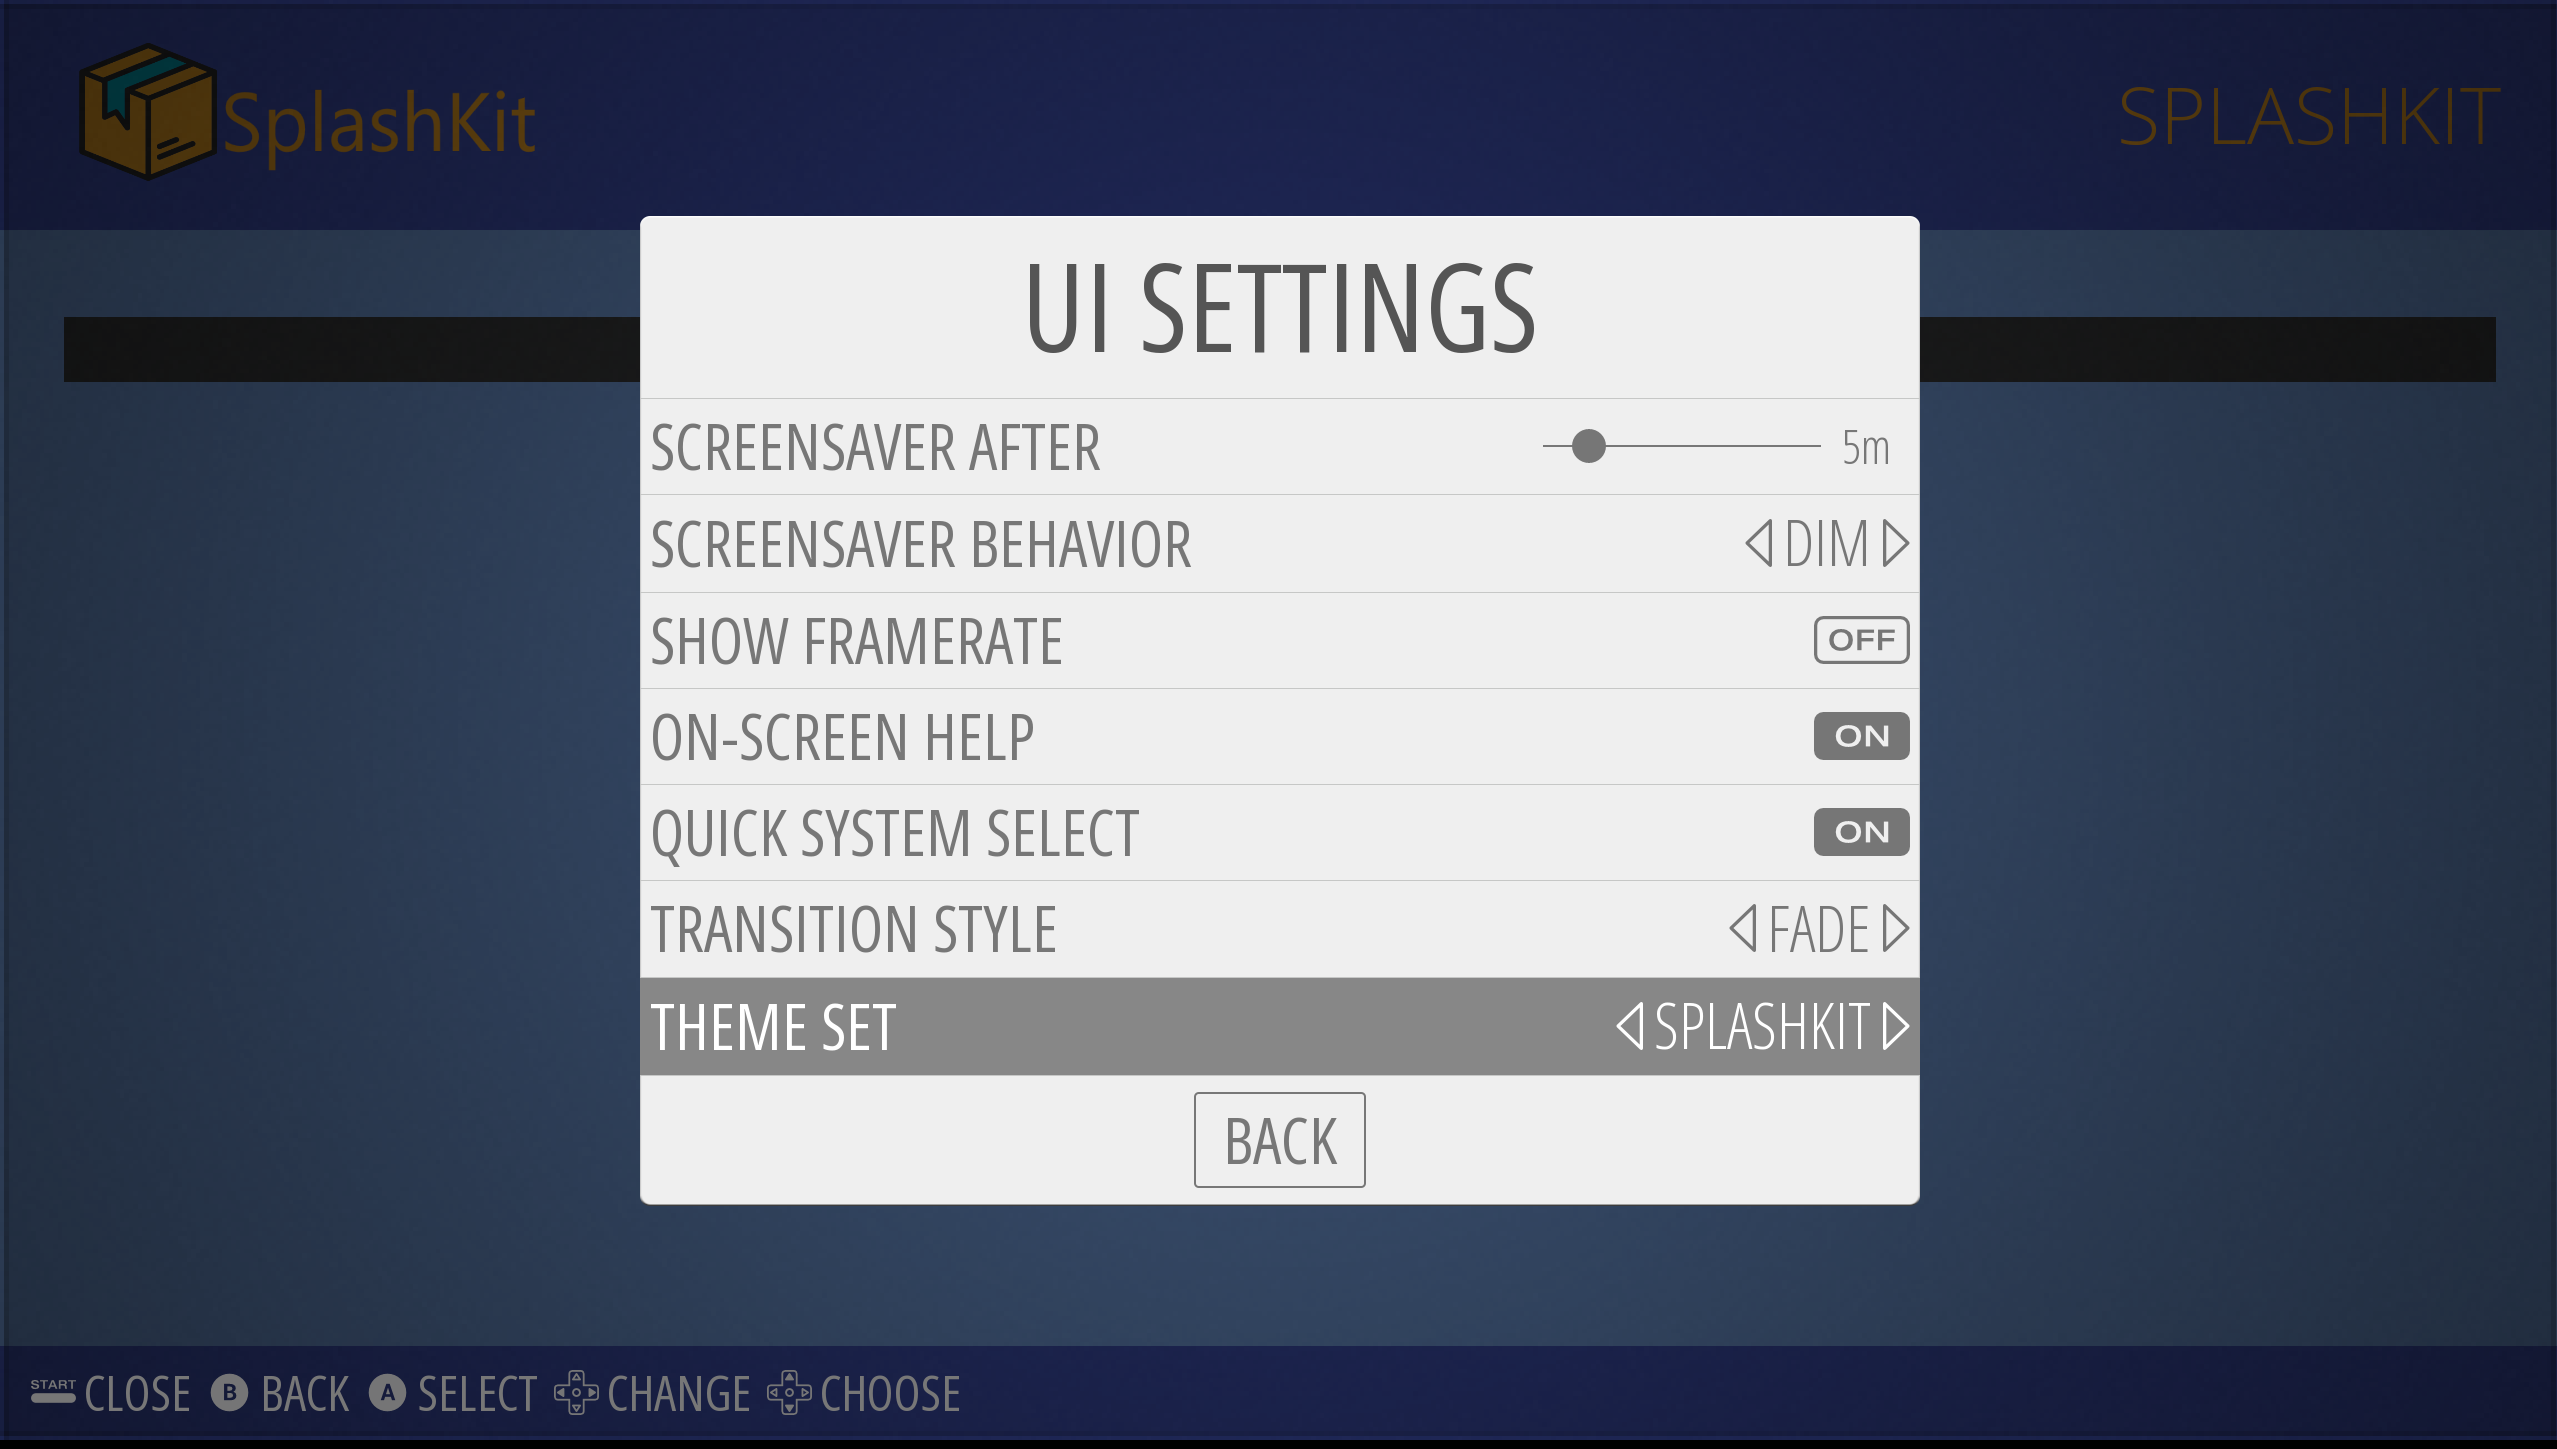 SplashKit
SPLASHKIT
UI SETTINGS
SCREENSAVER AFTER 5m
SCREENSAVER BEHAVIOR DIM
SHOW FRAMERATE OFF
ON-SCREEN HELP ON
QUICK SYSTEM SELECT ON
TRANSITION STYLE FADE
THEME SET SPLASHKIT
BACK
START CLOSE B BACK A SELECT CHANGE CHOOSE